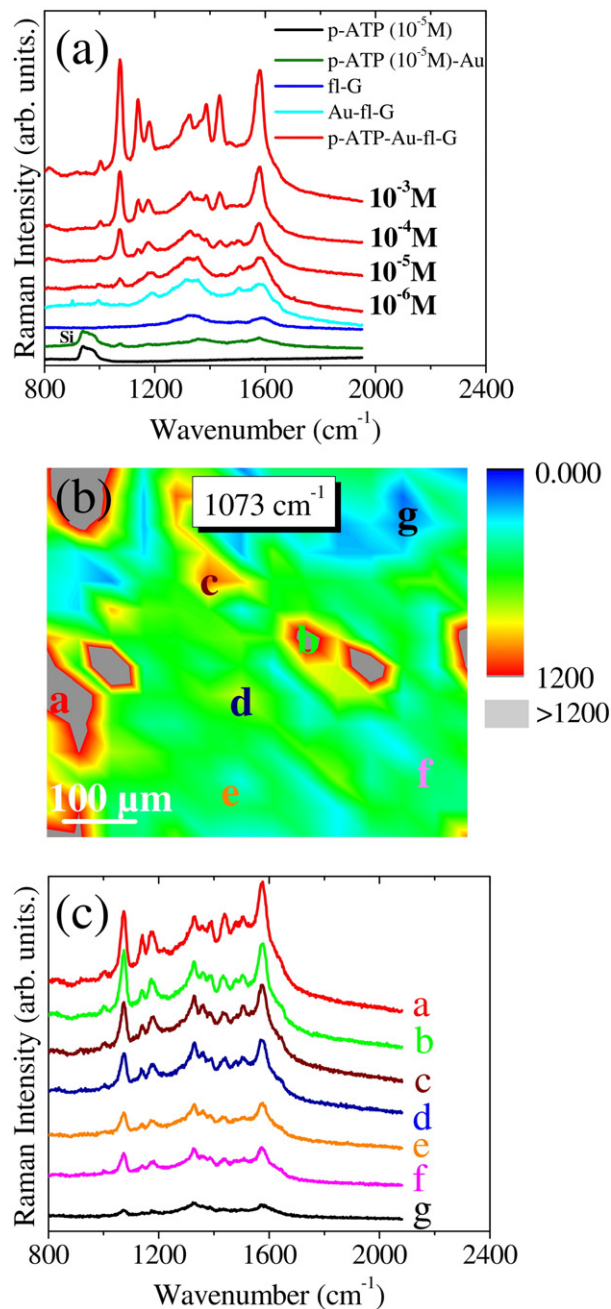 (a)
p-ATP (10⁻⁵M)
p-ATP (10⁻⁵M)-Au
fl-G
Au-fl-G
p-ATP-Au-fl-G
10⁻³M
10⁻⁴M
10⁻⁵M
10⁻⁶M
Si
Raman Intensity (arb. units.)
800 1200 1600 2000 2400
Wavenumber (cm⁻¹)
(b)
1073 cm⁻¹
g
c
b
a
d
e
f
100 μm
0.000
1200
>1200
(c)
a
b
c
d
e
f
g
Raman Intensity (arb. units.)
800 1200 1600 2000 2400
Wavenumber (cm⁻¹)